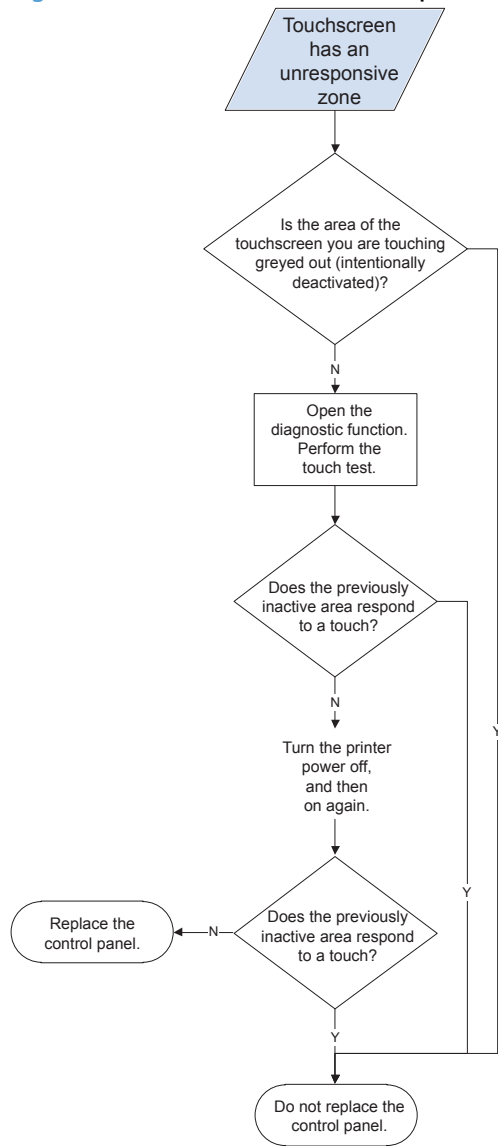 Touchscreen
has an
unresponsive
zone
Is the area of the
touchscreen you are touching
greyed out (intentionally
deactivated)?
N
Open the
diagnostic function.
Perform the
touch test.
Does the previously
inactive area respond
to a touch?
N
Y
Turn the printer
power off,
and then
on again.
Y
Replace the
control panel.
N
Does the previously
inactive area respond
to a touch?
Y
Do not replace the
control panel.